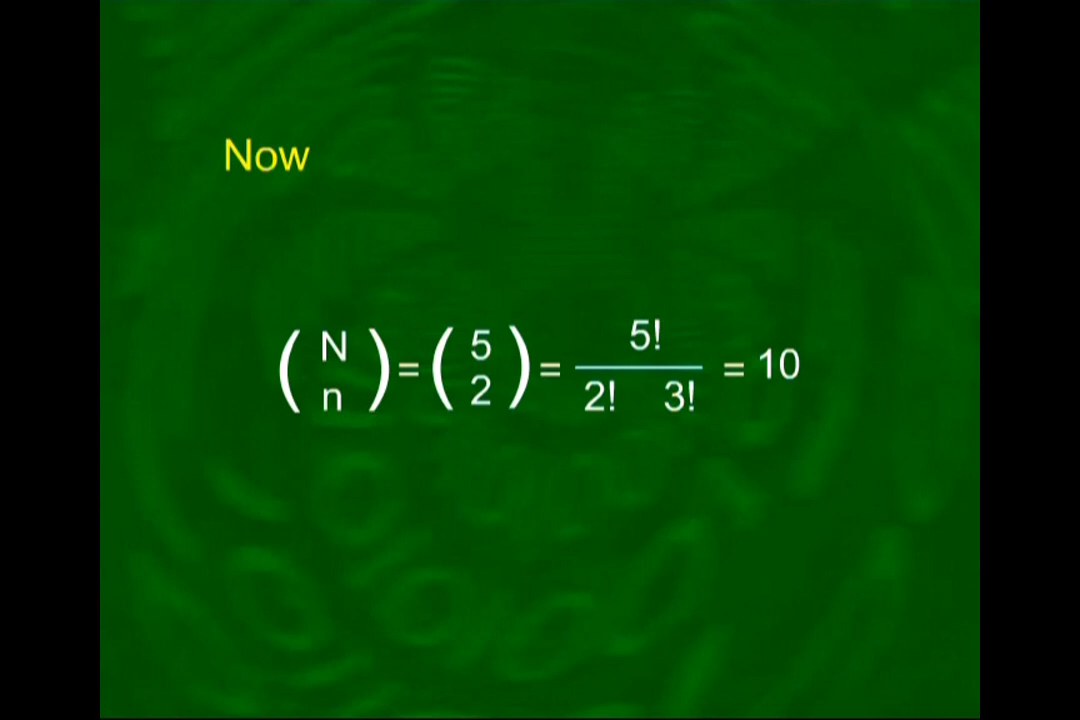 Now
( N n ) = ( 5 2 ) = 5! / 2! 3! = 10